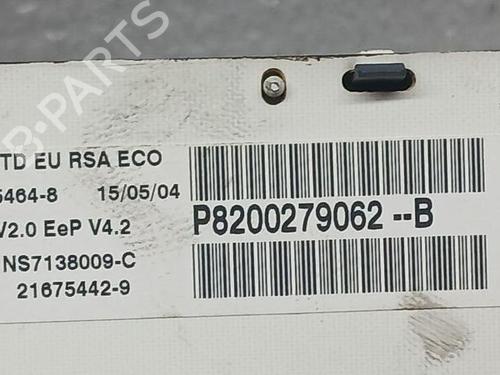 B-PARTS
TD EU RSA ECO
5464-8 15/05/04
V2.0 EeP V4.2
NS7138009-C
21675442-9
P8200279062 --B